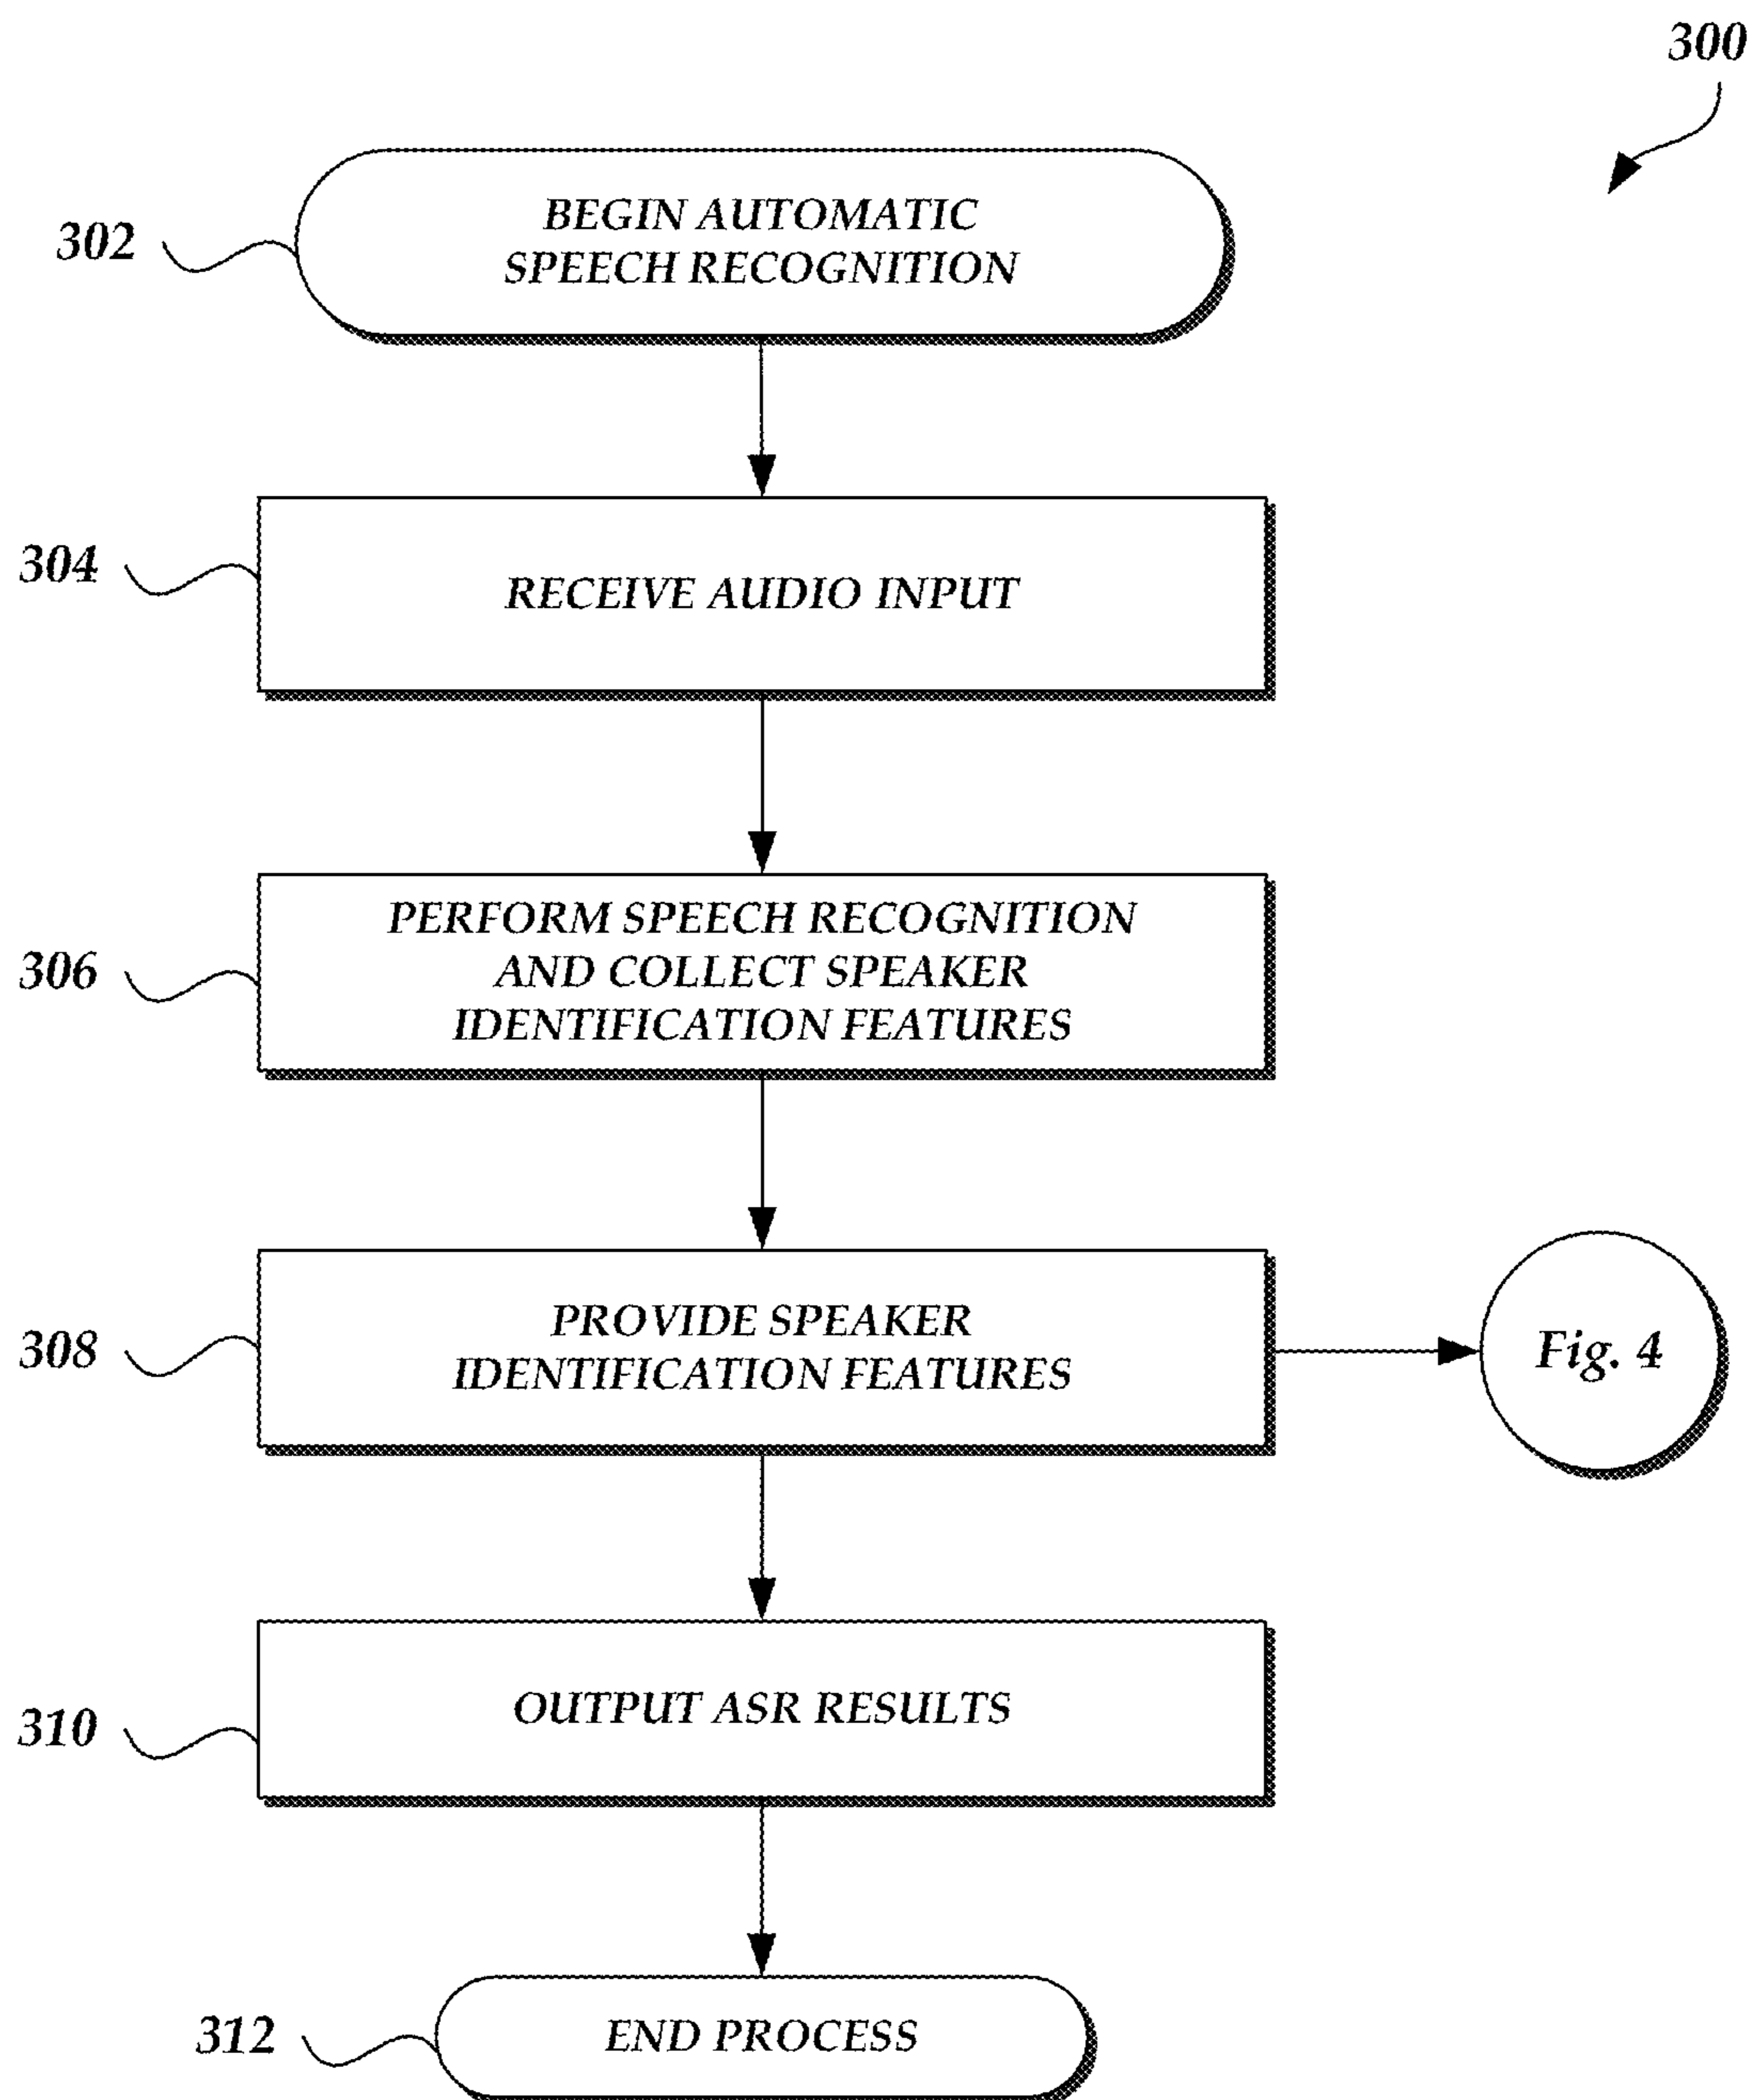 300
302
BEGIN AUTOMATIC
SPEECH RECOGNITION
304
RECEIVE AUDIO INPUT
306
PERFORM SPEECH RECOGNITION
AND COLLECT SPEAKER
IDENTIFICATION FEATURES
308
PROVIDE SPEAKER
IDENTIFICATION FEATURES
Fig. 4
310
OUTPUT ASR RESULTS
312
END PROCESS